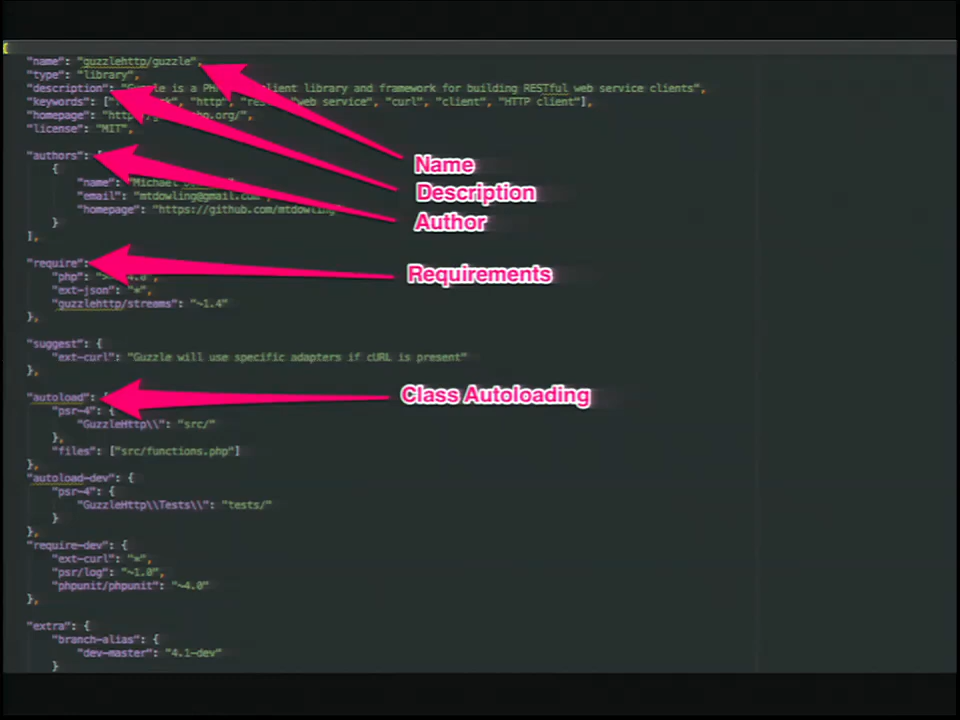 {
"name": "guzzlehttp/guzzle",
"type": "library",
"description": "Guzzle is a PHP client library and framework for building RESTful web service clients",
"keywords": [ "http", "rest", "web service", "curl", "client", "HTTP client"],
"homepage": "http://
"license": "MIT",
"authors": [
{
"name": "Michael
"email": "mtdowling@gmail.com",
"homepage": "https://github.com/mtdowling"
}
],
"require": {
"php": ">=5.4.0",
"ext-json": "*",
"guzzlehttp/streams": "~1.4"
},
"suggest": {
"ext-curl": "Guzzle will use specific adapters if cURL is present"
},
"autoload": {
"psr-4": {
"GuzzleHttp\\": "src/"
},
"files": ["src/functions.php"]
},
"autoload-dev": {
"psr-4": {
"GuzzleHttp\\Tests\\": "tests/"
}
},
"require-dev": {
"ext-curl": "*",
"psr/log": "~1.0",
"phpunit/phpunit": "~4.0"
},
"extra": {
"branch-alias": {
"dev-master": "4.1-dev"
}
Name
Description
Author
Requirements
Class Autoloading